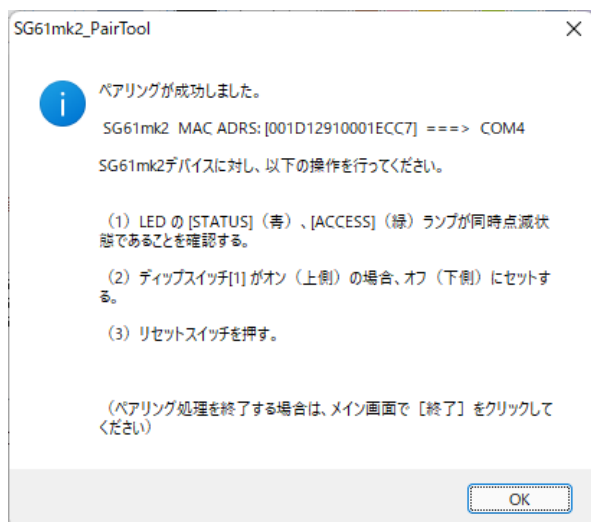 SG61mk2_PairTool
ペアリングが成功しました。
SG61mk2 MAC ADRS: [001D12910001ECC7] ===> COM4
SG61mk2デバイスに対し、以下の操作を行ってください。
（1）LED の [STATUS]（青）、[ACCESS]（緑）ランプが同時点滅状
態であることを確認する。
（2）ディップスイッチ[1] がオン（上側）の場合、オフ（下側）にセットす
る。
（3）リセットスイッチを押す。
（ペアリング処理を終了する場合は、メイン画面で［終了］をクリックして
ください）
OK